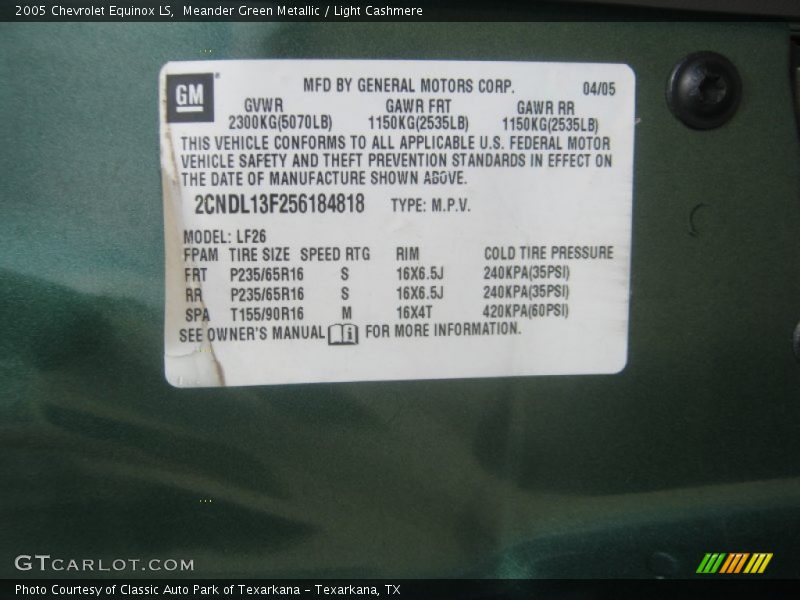 2005 Chevrolet Equinox LS,  Meander Green Metallic / Light Cashmere
GM
MFD BY GENERAL MOTORS CORP. 04/05
GVWR GAWR FRT GAWR RR
2300KG(5070LB) 1150KG(2535LB) 1150KG(2535LB)
THIS VEHICLE CONFORMS TO ALL APPLICABLE U.S. FEDERAL MOTOR
VEHICLE SAFETY AND THEFT PREVENTION STANDARDS IN EFFECT ON
THE DATE OF MANUFACTURE SHOWN ABOVE.
2CNDL13F256184818 TYPE: M.P.V.
MODEL: LF26
FPAM TIRE SIZE SPEED RTG RIM COLD TIRE PRESSURE
FRT P235/65R16 S 16X6.5J 240KPA(35PSI)
RR P235/65R16 S 16X6.5J 240KPA(35PSI)
SPA T155/90R16 M 16X4T 420KPA(60PSI)
SEE OWNER'S MANUAL i FOR MORE INFORMATION.
GTCARLOT.COM
Photo Courtesy of Classic Auto Park of Texarkana - Texarkana, TX